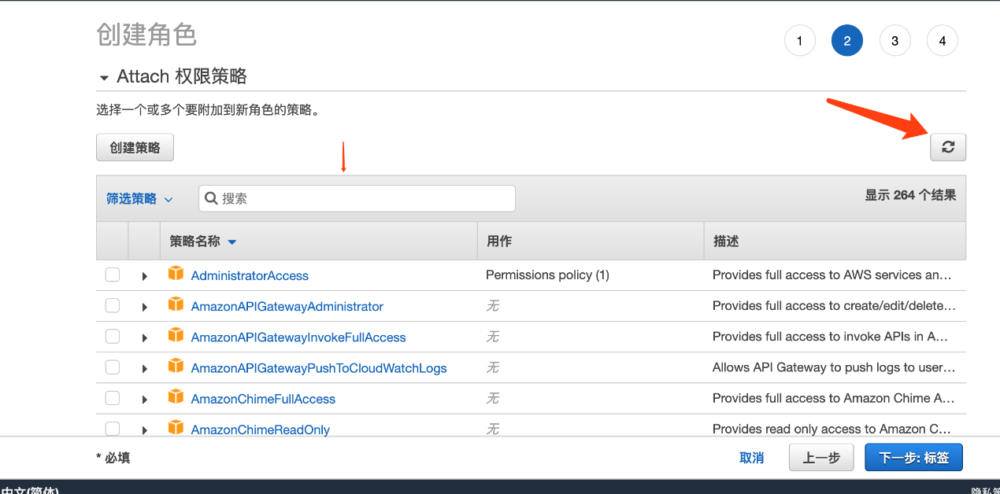 创建角色
1 2 3 4
Attach 权限策略
选择一个或多个要附加到新角色的策略。
创建策略
筛选策略 搜索 显示 264 个结果
策略名称 用作 描述
AdministratorAccess Permissions policy (1) Provides full access to AWS services an…
AmazonAPIGatewayAdministrator 无 Provides full access to create/edit/delete…
AmazonAPIGatewayInvokeFullAccess 无 Provides full access to invoke APIs in A…
AmazonAPIGatewayPushToCloudWatchLogs 无 Allows API Gateway to push logs to user…
AmazonChimeFullAccess 无 Provides full access to Amazon Chime A…
AmazonChimeReadOnly 无 Provides read only access to Amazon C…
* 必填 取消 上一步 下一步: 标签
中文(简体) 隐私策